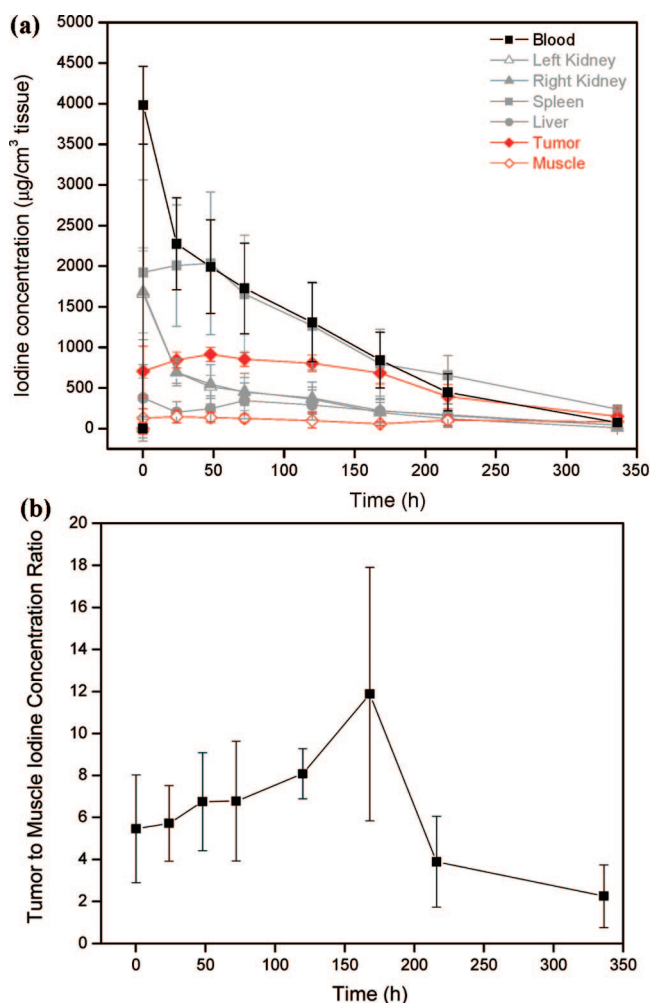 (a)
5000
4500
4000
3500
3000
2500
2000
1500
1000
500
0
Iodine concentration (µg/cm³ tissue)
Blood
Left Kidney
Right Kidney
Spleen
Liver
Tumor
Muscle
0 50 100 150 200 250 300 350
Time (h)
(b)
20
18
16
14
12
10
8
6
4
2
0
Tumor to Muscle Iodine Concentration Ratio
0 50 100 150 200 250 300 350
Time (h)